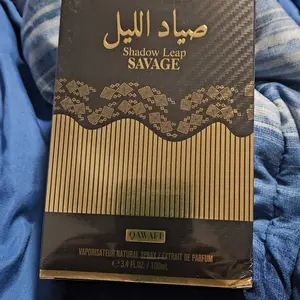 صياد الليل
Shadow Leap
SAVAGE
QAWAFI
VAPORISATEUR NATURAL SPRAY / EXTRAIT DE PARFUM
℮ 3.4 FL.OZ. / 100mL